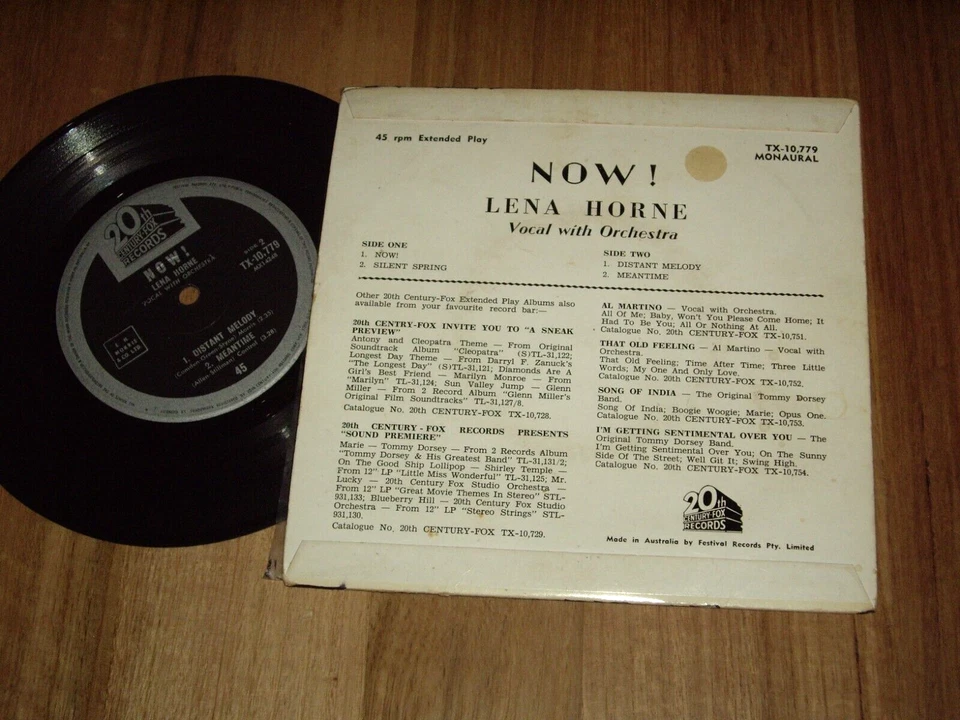 45 rpm Extended Play
TX-10,779
MONAURAL
NOW!
LENA HORNE
Vocal with Orchestra
SIDE ONE
1. NOW!
2. SILENT SPRING
SIDE TWO
1. DISTANT MELODY
2. MEANTIME
Other 20th Century-Fox Extended Play Albums also
available from your favourite record bar:—
20th CENTRY-FOX INVITE YOU TO "A SNEAK
PREVIEW"
Antony and Cleopatra Theme — From Original
Soundtrack Album "Cleopatra" (S)TL-31,122;
Longest Day Theme — From Darryl F. Zanuck's
"The Longest Day" (S)TL-31,121; Diamonds Are A
Girl's Best Friend — Marilyn Monroe — From
"Marilyn" TL-31,124; Sun Valley Jump — Glenn
Miller — From 2 Record Album "Glenn Miller's
Original Film Soundtracks" TL-31,127/8.
Catalogue No. 20th CENTURY-FOX TX-10,728.
20th CENTURY-FOX RECORDS PRESENTS
"SOUND PREMIERE"
Marie — Tommy Dorsey — From 2 Records Album
"Tommy Dorsey & His Greatest Band" TL-31,131/2;
On The Good Ship Lollipop — Shirley Temple —
From 12" LP "Little Miss Wonderful" TL-31,125; Mr.
Lucky — 20th Century Fox Studio Orchestra —
From 12" LP "Great Movie Themes In Stereo" STL-
931,133; Blueberry Hill — 20th Century Fox Studio
Orchestra — From 12" LP "Stereo Strings" STL-
931,130.
Catalogue No. 20th CENTURY-FOX TX-10,729.
AL MARTINO — Vocal with Orchestra.
All Of Me; Baby, Won't You Please Come Home; It
Had To Be You; All Or Nothing At All.
Catalogue No. 20th CENTURY-FOX TX-10,751.
THAT OLD FEELING — Al Martino — Vocal with
Orchestra.
That Old Feeling; Time After Time; Three Little
Words; My One And Only Love.
Catalogue No. 20th CENTURY-FOX TX-10,752.
SONG OF INDIA — The Original Tommy Dorsey
Band.
Song Of India; Boogie Woogie; Marie; Opus One.
Catalogue No. 20th CENTURY-FOX TX-10,753.
I'M GETTING SENTIMENTAL OVER YOU — The
Original Tommy Dorsey Band.
I'm Getting Sentimental Over You; On The Sunny
Side Of The Street; Well Git It; Swing High.
Catalogue No. 20th CENTURY-FOX TX-10,754.
20th
CENTURY-FOX
RECORDS
Made in Australia by Festival Records Pty. Limited
20th
CENTURY-FOX
RECORDS
NOW!
LENA HORNE
VOCAL WITH ORCHESTRA
SIDE 2
TX-10,779
1. DISTANT MELODY
2. MEANTIME
(Allen Stillman)
45